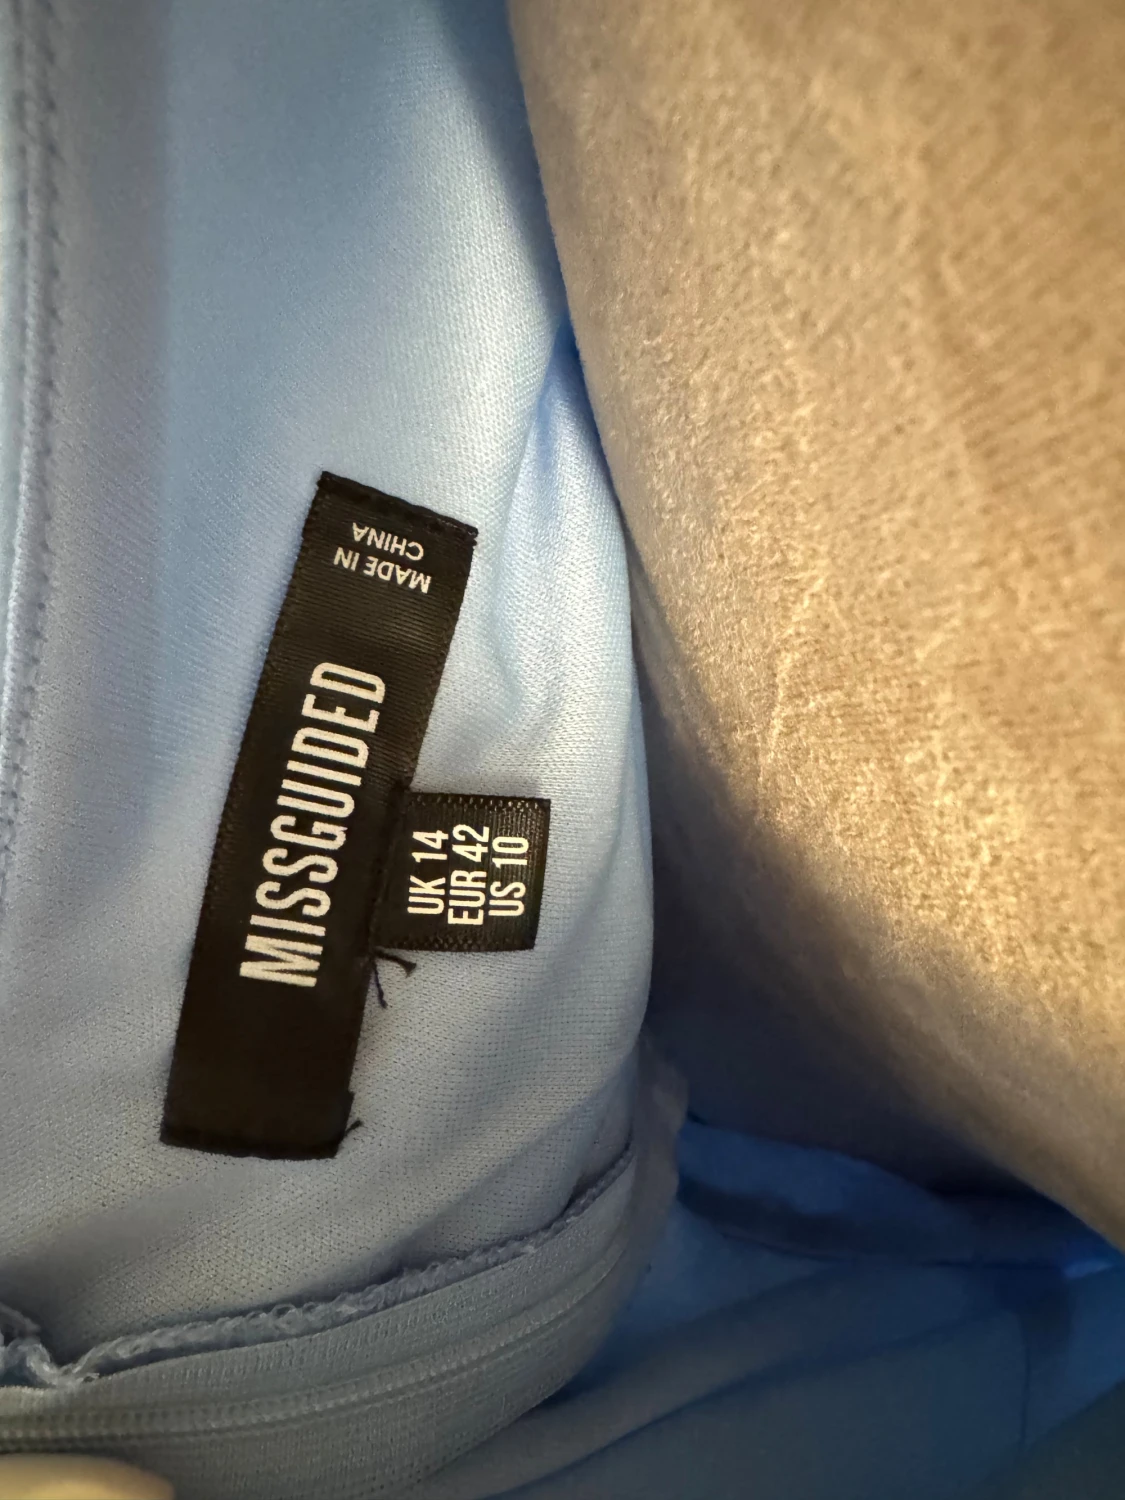 MISSGUIDED
UK 14
EUR 42
US 10
MADE IN
CHINA